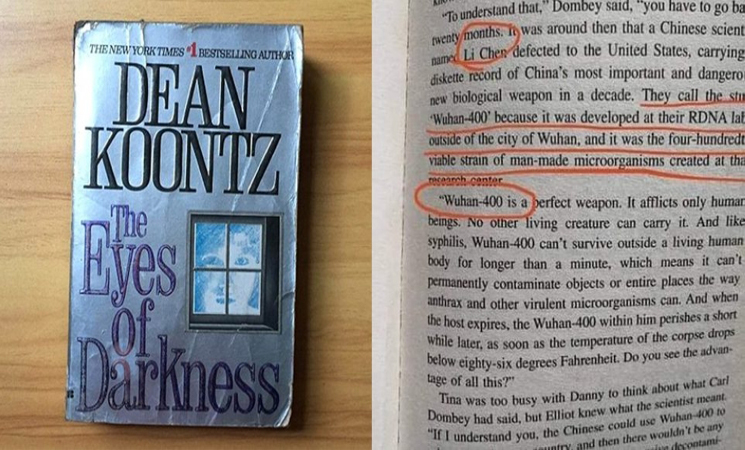 THE NEW YORK TIMES #1 BESTSELLING AUTHOR
DEAN
KOONTZ
The
Eyes
of
Darkness
"To understand that," Dombey said, "you have to go ba
twenty months. It was around then that a Chinese scient
named Li Chen defected to the United States, carrying
diskette record of China's most important and dangero
new biological weapon in a decade. They call the stu
'Wuhan-400' because it was developed at their RDNA lab
outside of the city of Wuhan, and it was the four-hundredt
viable strain of man-made microorganisms created at tha
research center.
"Wuhan-400 is a perfect weapon. It afflicts only human
beings. No other living creature can carry it. And like
syphilis, Wuhan-400 can't survive outside a living human
body for longer than a minute, which means it can't
permanently contaminate objects or entire places the way
anthrax and other virulent microorganisms can. And when
the host expires, the Wuhan-400 within him perishes a short
while later, as soon as the temperature of the corpse drops
below eighty-six degrees Fahrenheit. Do you see the advan-
tage of all this?"
Tina was too busy with Danny to think about what Carl
Dombey had said, but Elliot knew what the scientist meant.
"If I understand you, the Chinese could use Wuhan-400 to
country, and then there wouldn't be any
decontami-